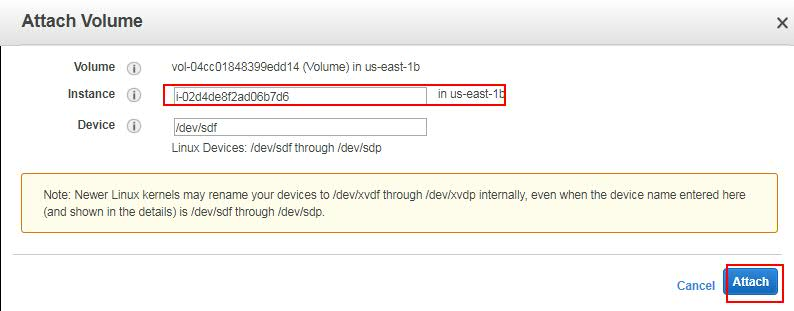 Attach Volume
Volume vol-04cc01848399edd14 (Volume) in us-east-1b
Instance i-02d4de8f2ad06b7d6 in us-east-1b
Device /dev/sdf
Linux Devices: /dev/sdf through /dev/sdp
Note: Newer Linux kernels may rename your devices to /dev/xvdf through /dev/xvdp internally, even when the device name entered here
(and shown in the details) is /dev/sdf through /dev/sdp.
Cancel Attach